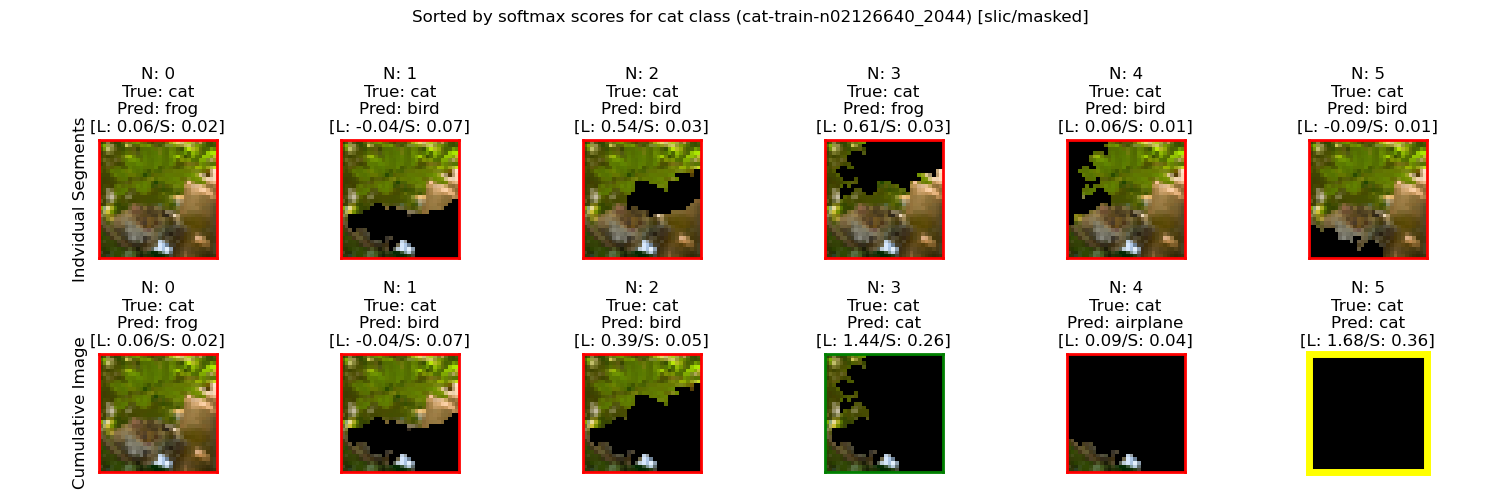 Sorted by softmax scores for cat class (cat-train-n02126640_2044) [slic/masked]
Indvidual Segments
N: 0
True: cat
Pred: frog
[L: 0.06/S: 0.02]
N: 1
True: cat
Pred: bird
[L: -0.04/S: 0.07]
N: 2
True: cat
Pred: bird
[L: 0.54/S: 0.03]
N: 3
True: cat
Pred: frog
[L: 0.61/S: 0.03]
N: 4
True: cat
Pred: bird
[L: 0.06/S: 0.01]
N: 5
True: cat
Pred: bird
[L: -0.09/S: 0.01]
Cumulative Image
N: 0
True: cat
Pred: frog
[L: 0.06/S: 0.02]
N: 1
True: cat
Pred: bird
[L: -0.04/S: 0.07]
N: 2
True: cat
Pred: bird
[L: 0.39/S: 0.05]
N: 3
True: cat
Pred: cat
[L: 1.44/S: 0.26]
N: 4
True: cat
Pred: airplane
[L: 0.09/S: 0.04]
N: 5
True: cat
Pred: cat
[L: 1.68/S: 0.36]